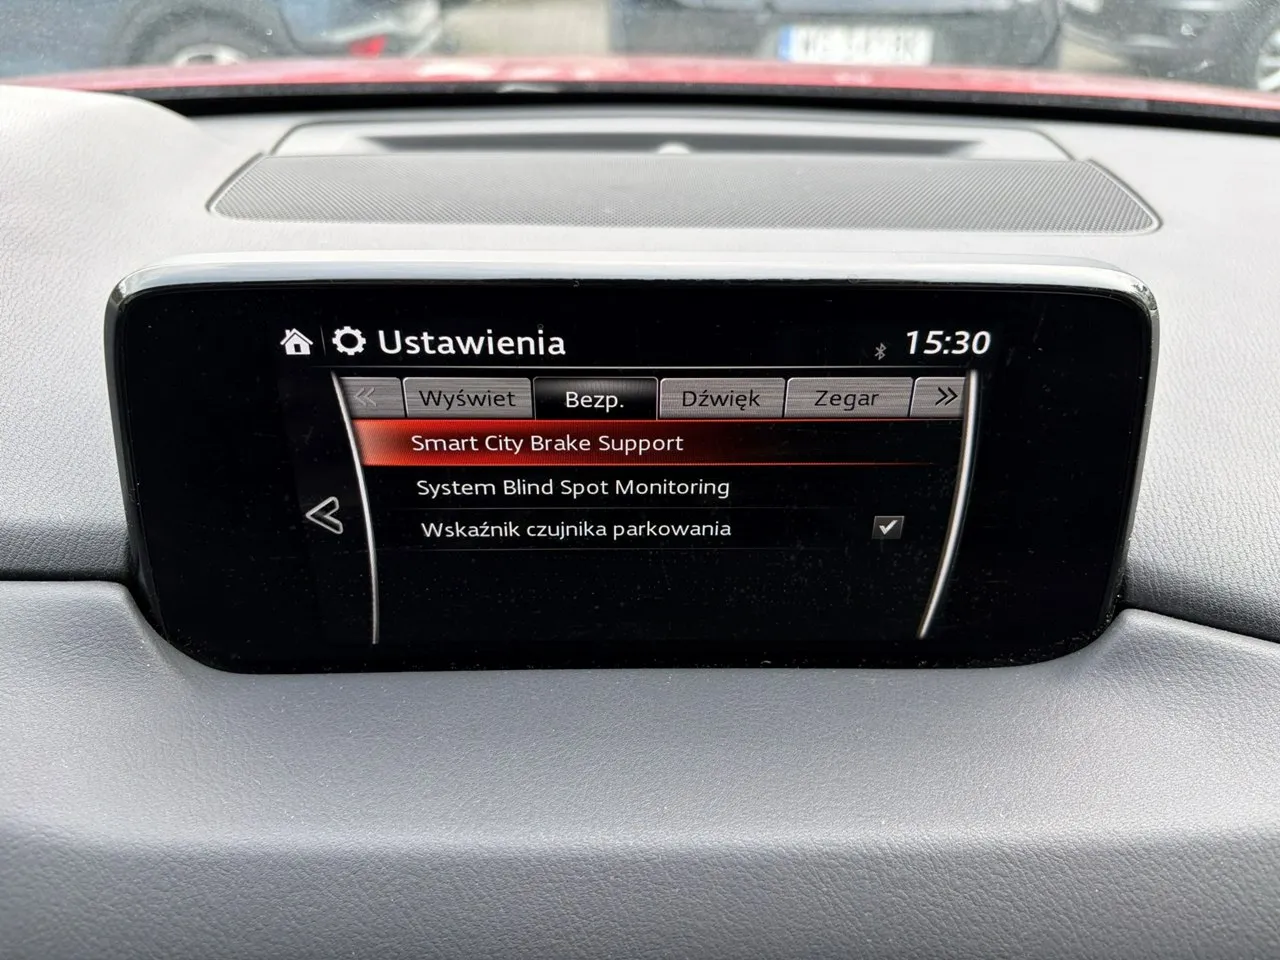 Ustawienia
15:30
Wyświet Bezp. Dźwięk Zegar
Smart City Brake Support
System Blind Spot Monitoring
Wskaźnik czujnika parkowania